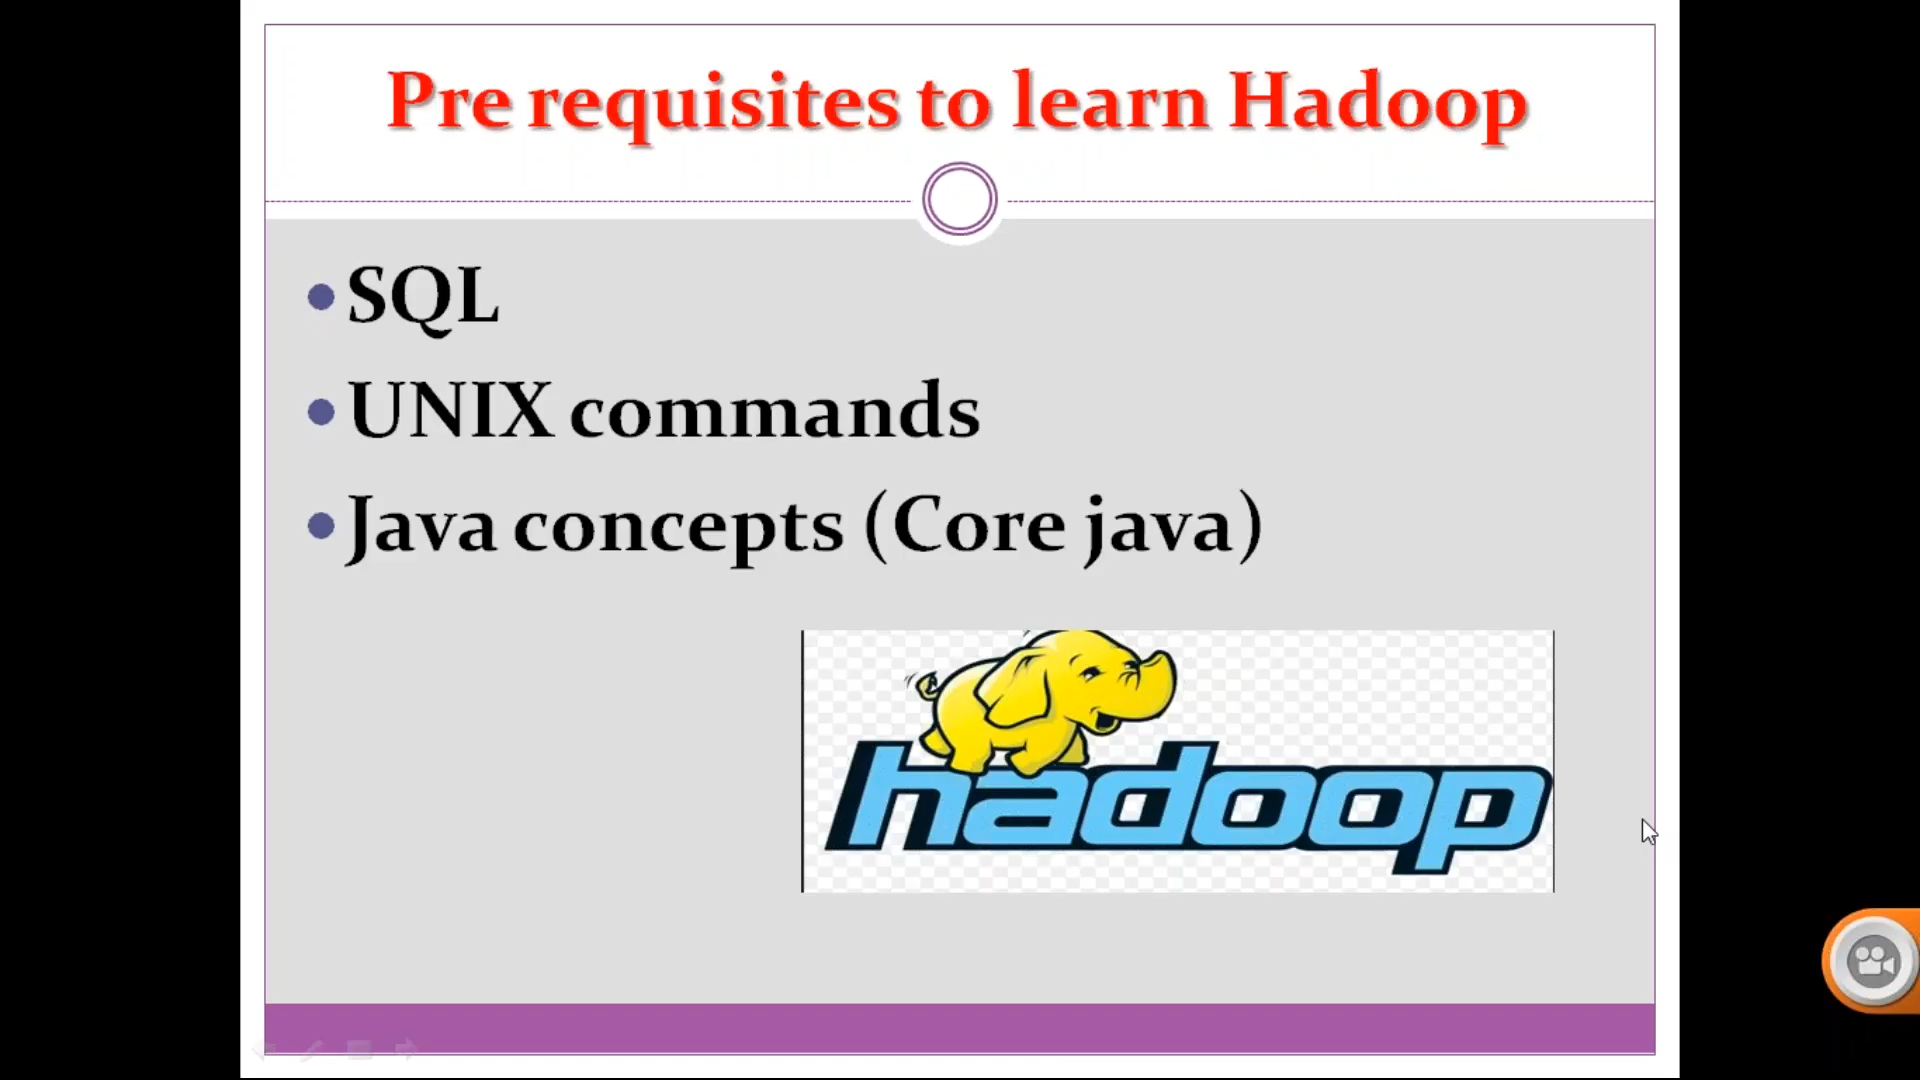 Pre requisites to learn Hadoop
• SQL
• UNIX commands
• Java concepts (Core java)
hadoop